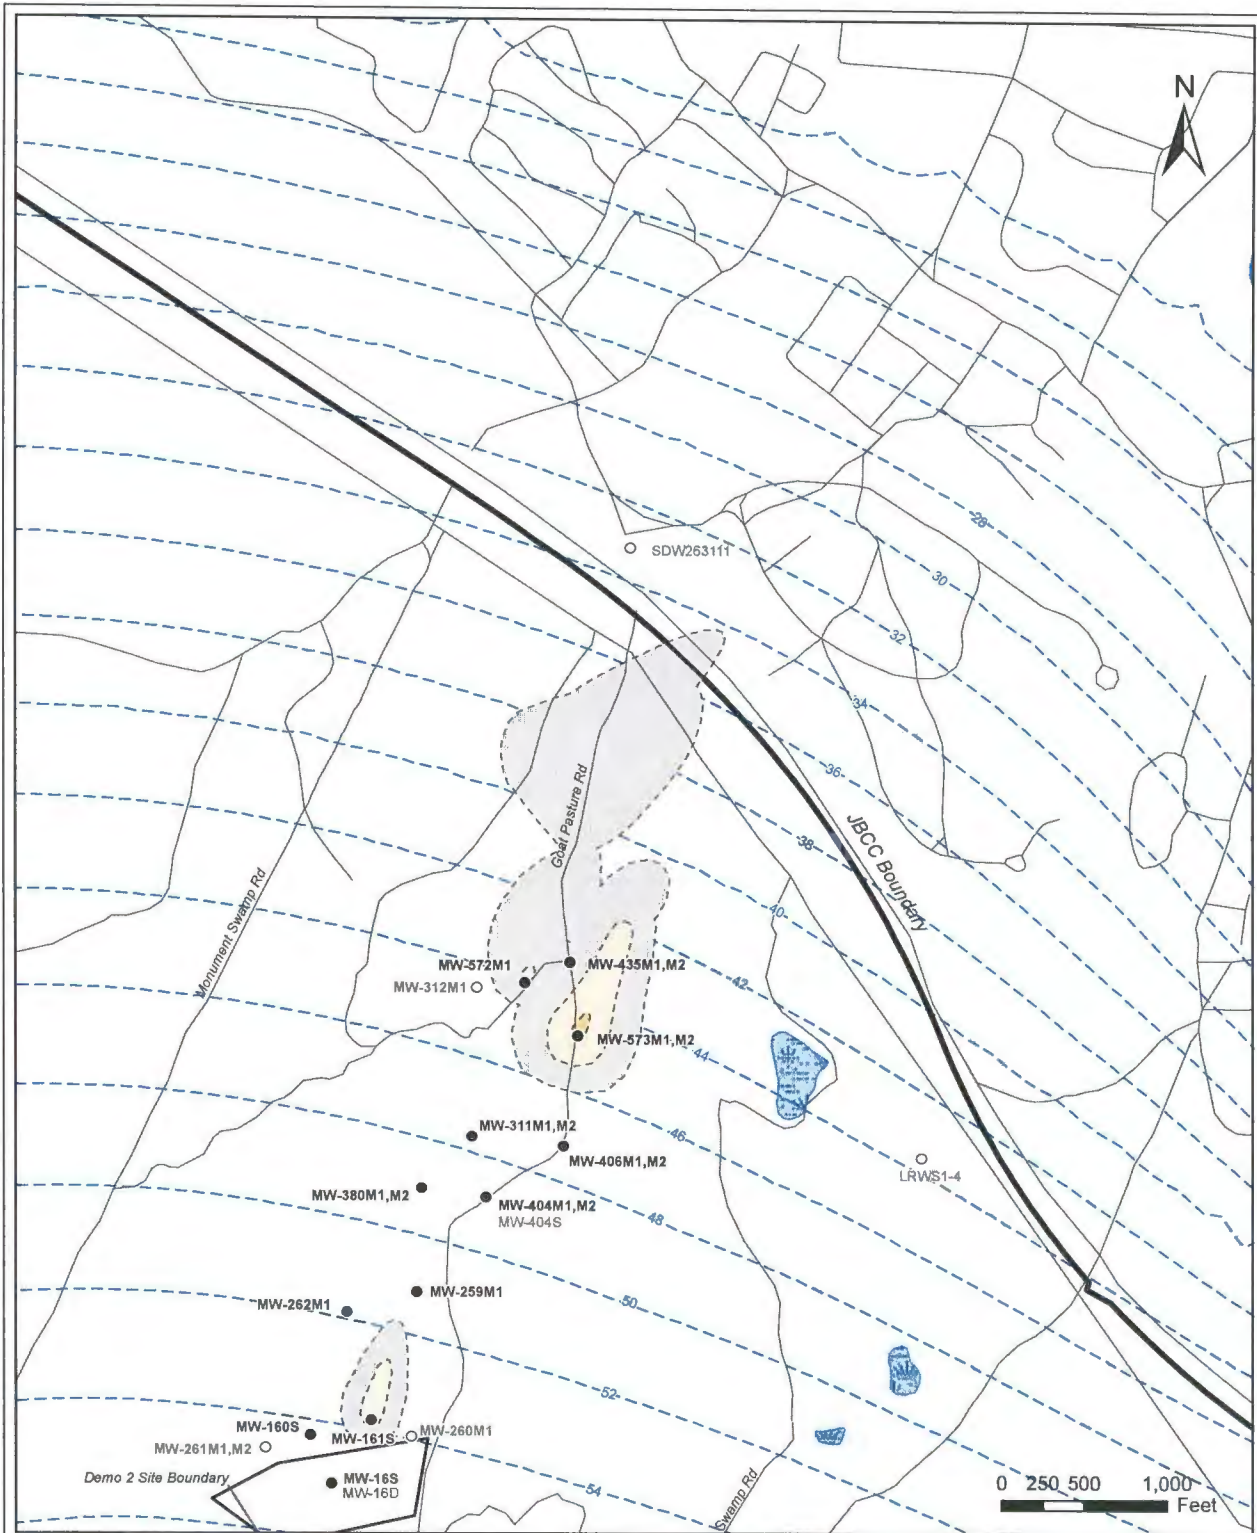 N
SDW263111
28
30
32
34
36
Goat Pasture Rd
38
JBCC Boundary
40
Monument Swamp Rd
MW-572M1
MW-435M1,M2
MW-312M1
42
MW-573M1,M2
44
MW-311M1,M2
46
MW-406M1,M2
LRWS1-4
MW-380M1,M2
MW-404M1,M2
MW-404S
48
MW-259M1
50
MW-262M1
52
MW-160S
MW-161S
MW-260M1
MW-261M1,M2
Demo 2 Site Boundary
MW-16S
MW-16D
54
Swamp Rd
0 250 500 1,000
Feet